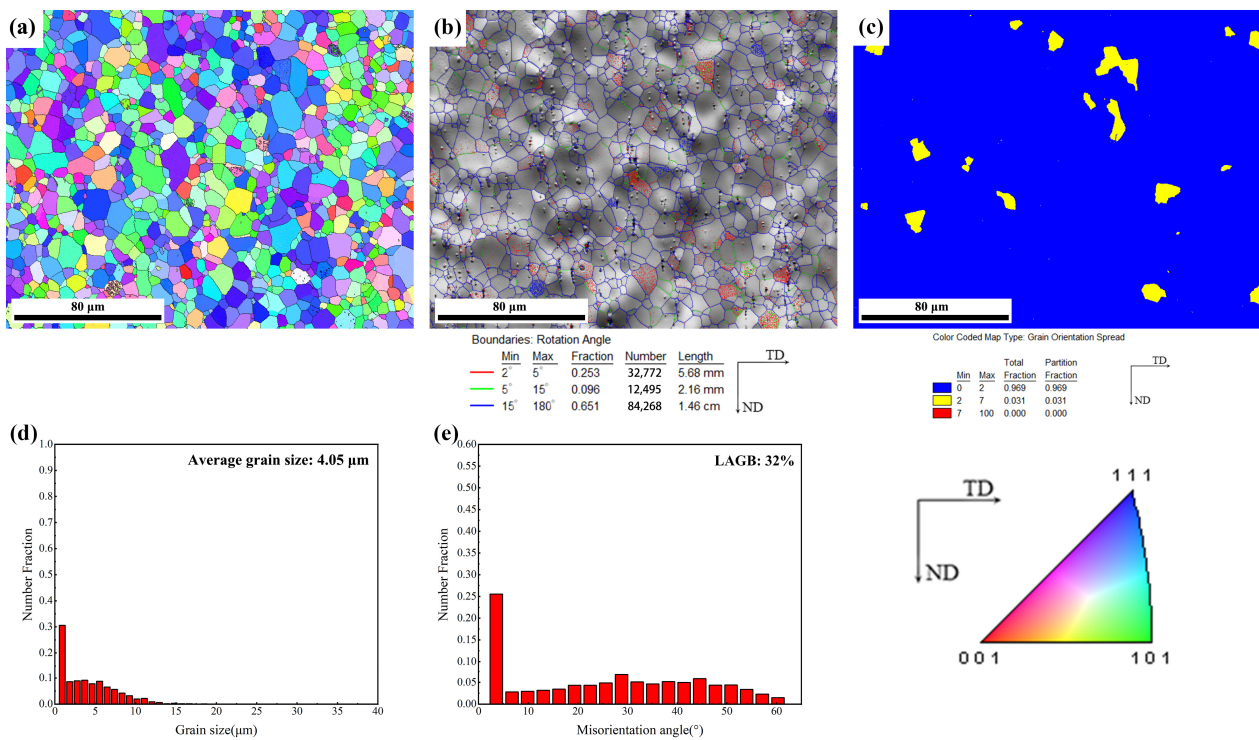 (a)
80 μm
(b)
80 μm
(c)
80 μm
Boundaries: Rotation Angle
Min Max Fraction Number Length
2° 5° 0.253 32,772 5.68 mm
5° 15° 0.096 12,495 2.16 mm
15° 180° 0.651 84,268 1.46 cm
TD
ND
Color Coded Map Type: Grain Orientation Spread
Total Partition
Min Max Fraction Fraction
0 2 0.969 0.969
2 7 0.031 0.031
7 100 0.000 0.000
TD
ND
(d)
Average grain size: 4.05 μm
Number Fraction
1.0
0.9
0.8
0.7
0.6
0.5
0.4
0.3
0.2
0.1
0.0
0 5 10 15 20 25 30 35 40
Grain size(μm)
(e)
LAGB: 32%
Number Fraction
0.60
0.55
0.50
0.45
0.40
0.35
0.30
0.25
0.20
0.15
0.10
0.05
0.00
0 10 20 30 40 50 60
Misorientation angle(°)
TD
ND
1 1 1
0 0 1
1 0 1